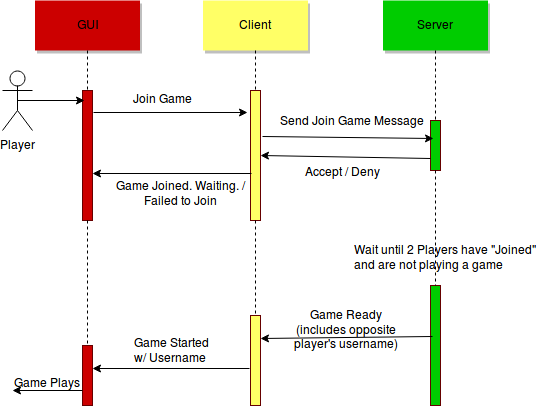 GUI
Client
Server
Join Game
Send Join Game Message
Player
Accept / Deny
Game Joined. Waiting. /
Failed to Join
Wait until 2 Players have "Joined"
and are not playing a game
Game Ready
(includes opposite
player's username)
Game Started
w/ Username
Game Plays